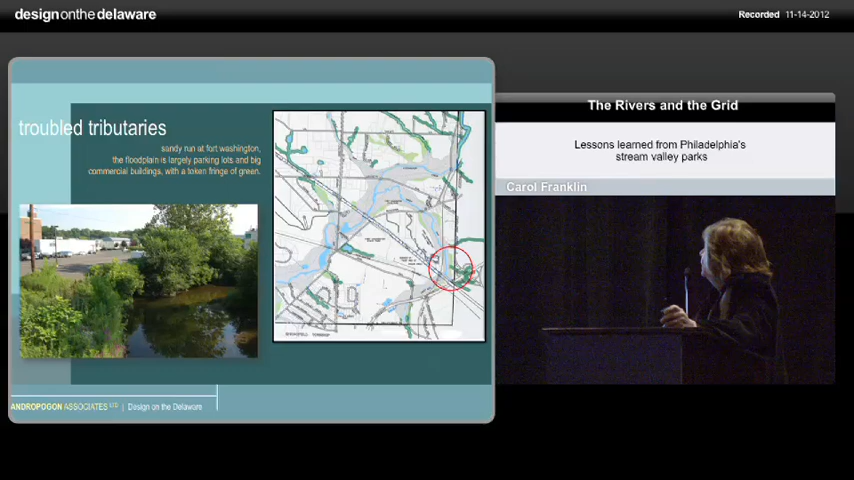 designonthedelaware
Recorded 11-14-2012
The Rivers and the Grid
Lessons learned from Philadelphia's
stream valley parks
Carol Franklin
troubled tributaries
sandy run at fort washington,
the floodplain is largely parking lots and big
commercial buildings, with a token fringe of green.
SPRINGFIELD TOWNSHIP
ANDROPOGON ASSOCIATES LTD | Design on the Delaware